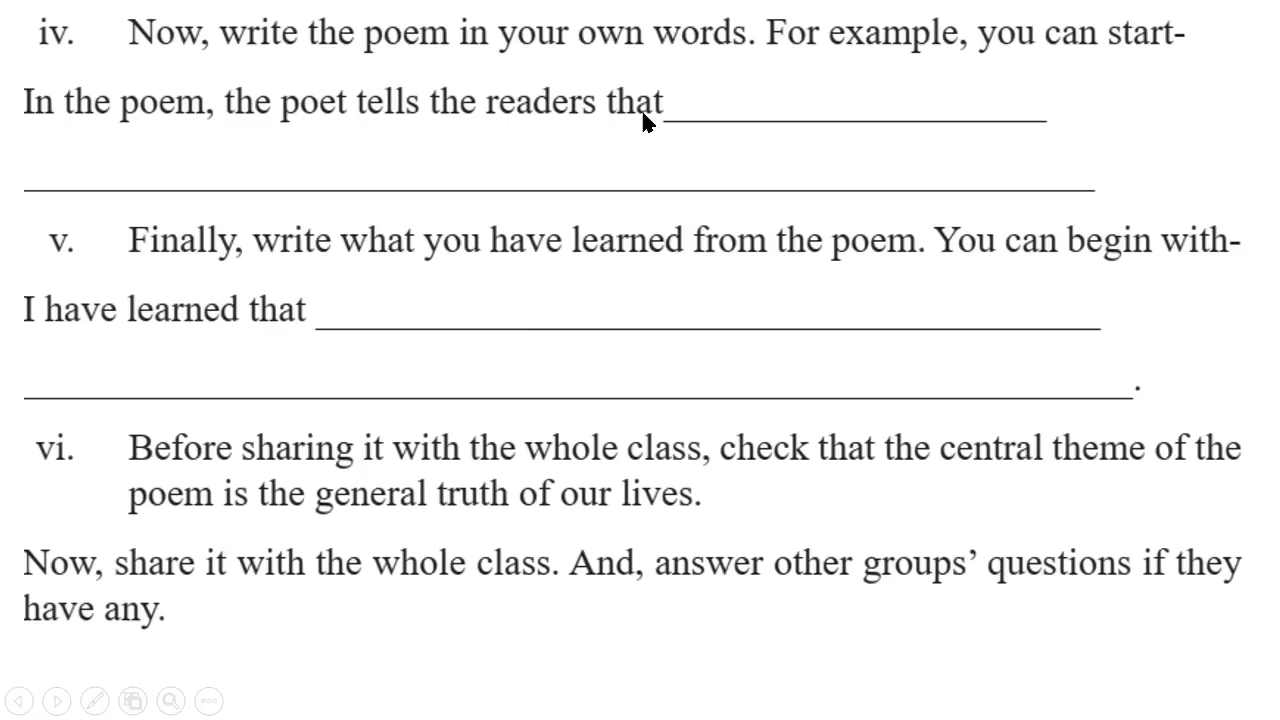 iv. Now, write the poem in your own words. For example, you can start-
In the poem, the poet tells the readers that____________________
________________________________________
v. Finally, write what you have learned from the poem. You can begin with-
I have learned that ________________________________________
________________________________________.
vi. Before sharing it with the whole class, check that the central theme of the
poem is the general truth of our lives.
Now, share it with the whole class. And, answer other groups’ questions if they
have any.